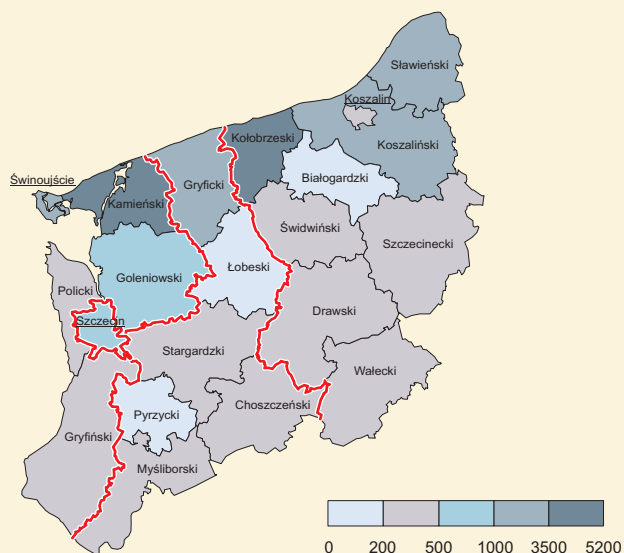 Sławieński
Koszalin
Kołobrzeski
Koszaliński
Świnoujście
Gryficki
Białogardzki
Kamieński
Świdwiński
Szczecinecki
Łobeski
Goleniowski
Policki
Drawski
Szczecin
Stargardzki
Wałecki
Choszczeński
Pyrzycki
Gryfiński
Myśliborski
0 200 500 1000 3500 5200